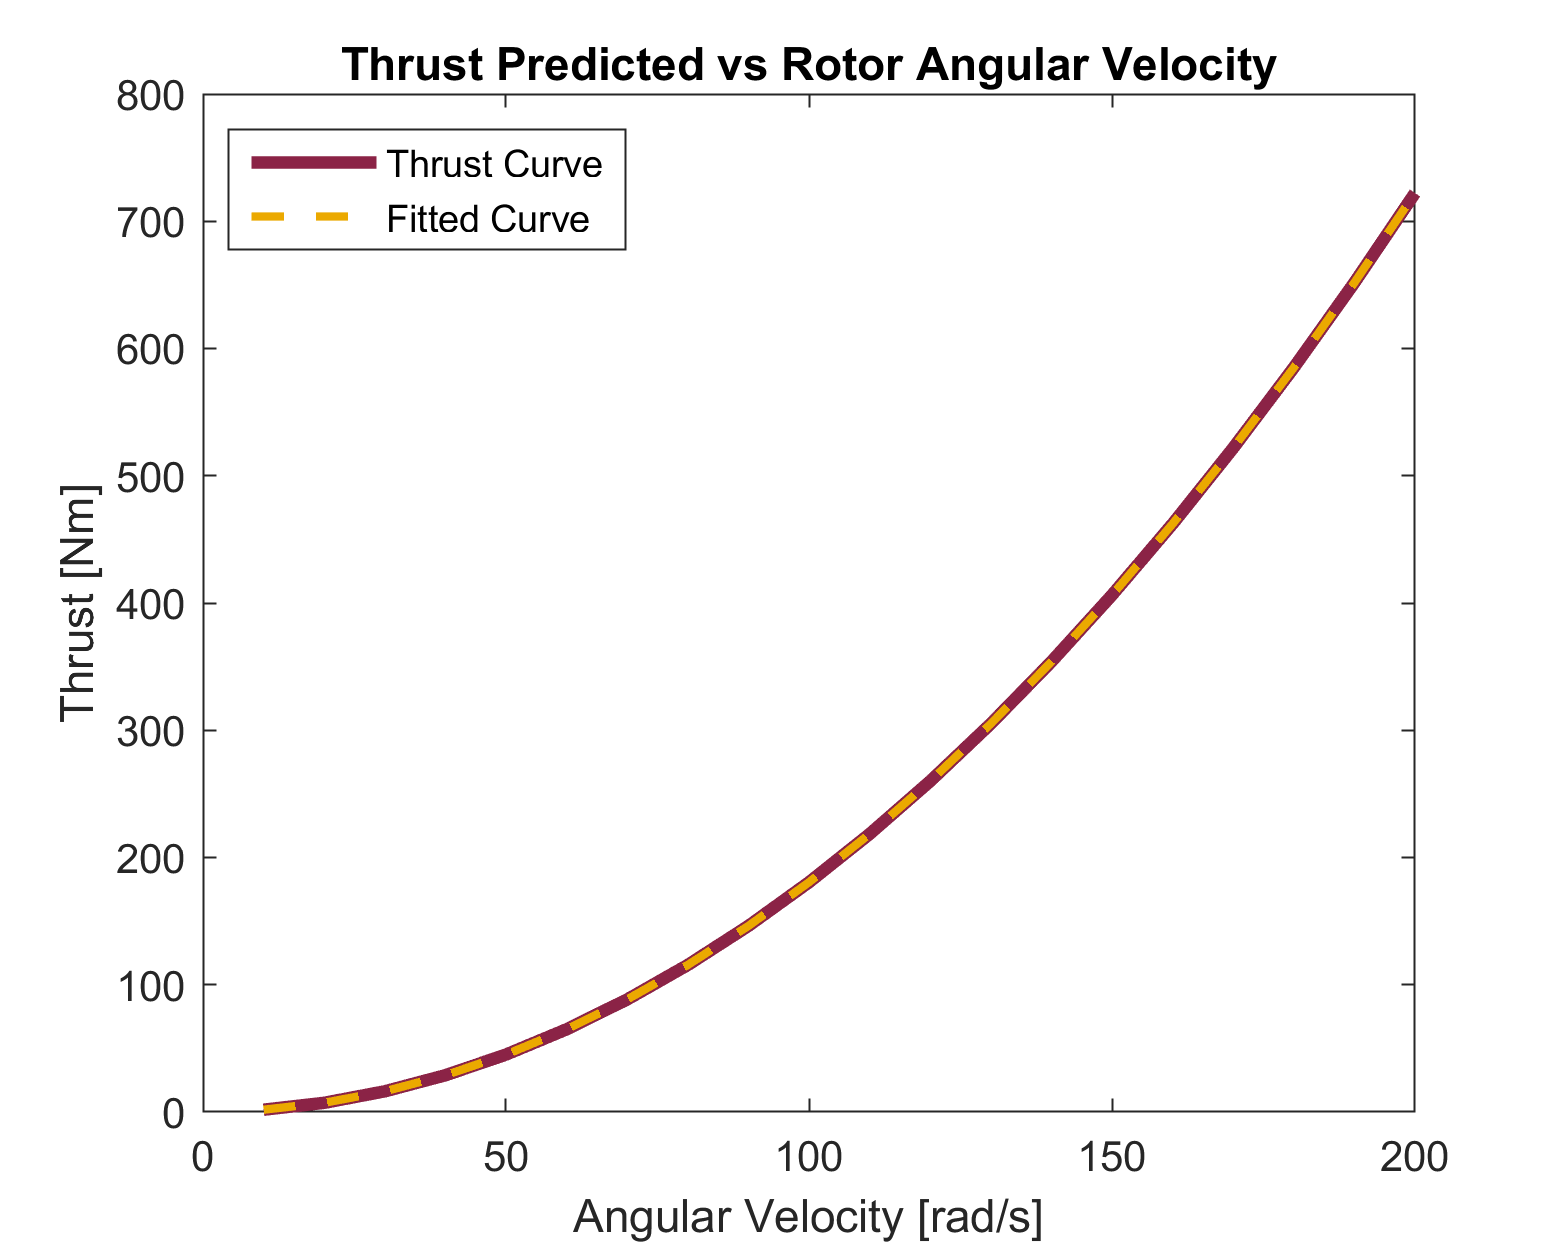 Thrust Predicted vs Rotor Angular Velocity
800
700
600
500
400
300
200
100
0
Thrust Curve
Fitted Curve
Thrust [Nm]
0 50 100 150 200
Angular Velocity [rad/s]